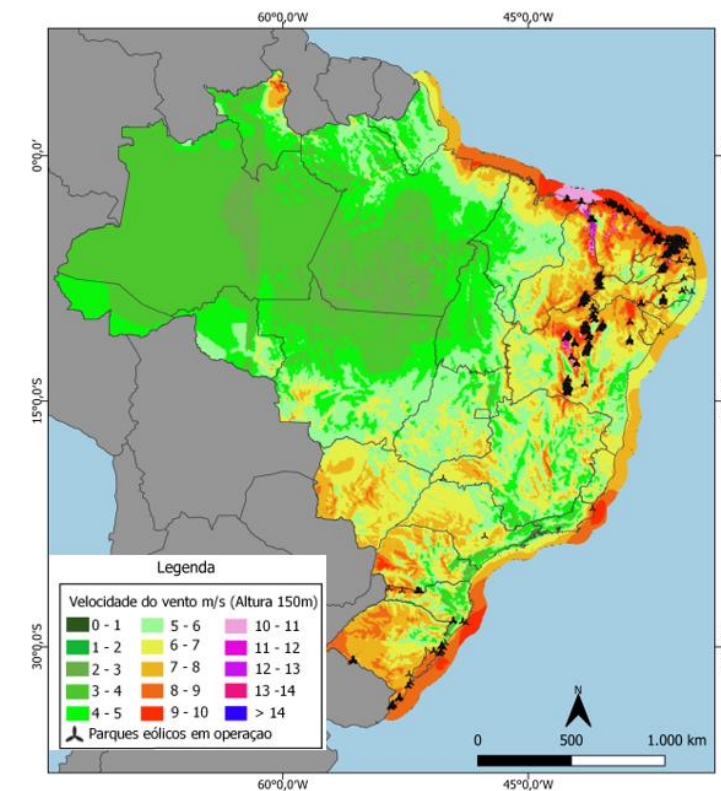 60°0,0'W 45°0,0'W
0°0,0'
15°0,0'S
30°0,0'S
Legenda
Velocidade do vento m/s (Altura 150m)
0 - 1 5 - 6 10 - 11
1 - 2 6 - 7 11 - 12
2 - 3 7 - 8 12 - 13
3 - 4 8 - 9 13 -14
4 - 5 9 - 10 > 14
Parques eólicos em operaçao
N
0 500 1.000 km
60°0,0'W 45°0,0'W